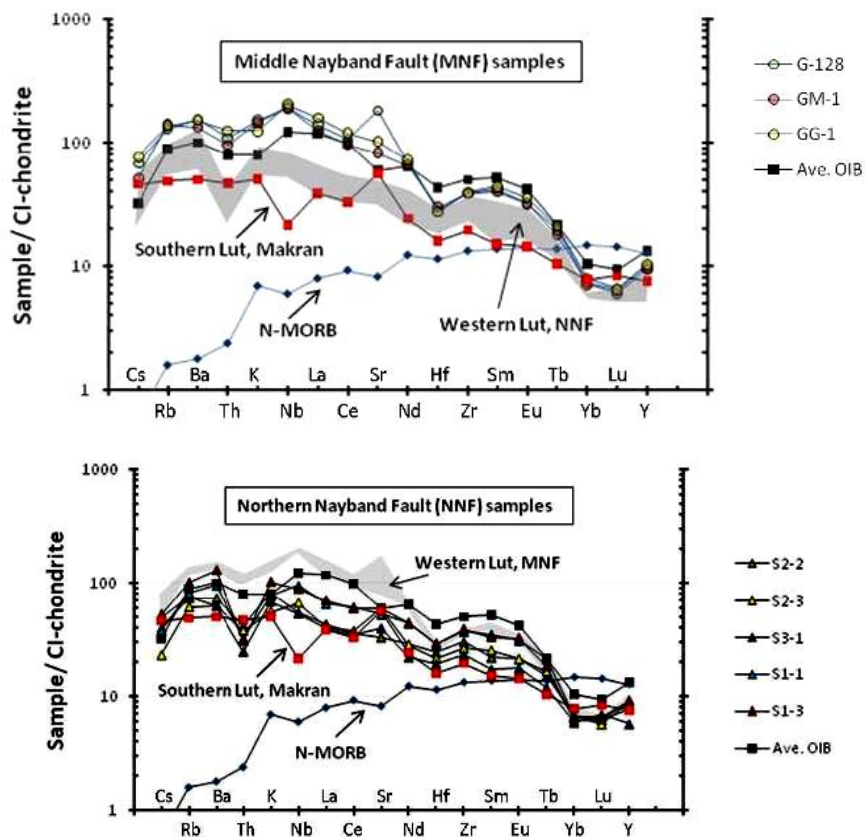 Middle Nayband Fault (MNF) samples
Sample/ CI-chondrite
1000
100
10
1
Southern Lut, Makran
N-MORB
Western Lut, NNF
Cs Ba K La Sr Hf Sm Tb Lu
Rb Th Nb Ce Nd Zr Eu Yb Y
G-128
GM-1
GG-1
Ave. OIB
Northern Nayband Fault (NNF) samples
Sample/ CI-chondrite
1000
100
10
1
Western Lut, MNF
Southern Lut, Makran
N-MORB
Cs Ba K La Sr Hf Sm Tb Lu
Rb Th Nb Ce Nd Zr Eu Yb Y
S2-2
S2-3
S3-1
S1-1
S1-3
Ave. OIB